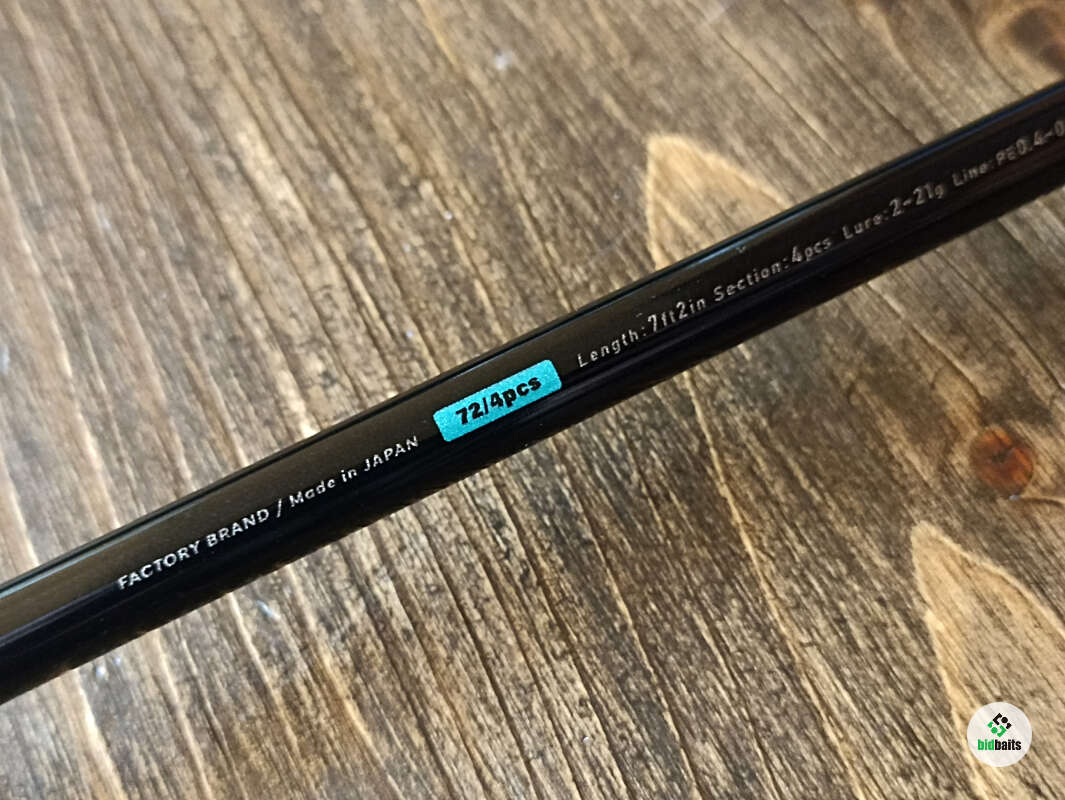 FACTORY BRAND / Made in JAPAN 72/4pcs Length:7ft2in Section:4pcs Lure:2-21g Line:PE0.4-0
bidbaits